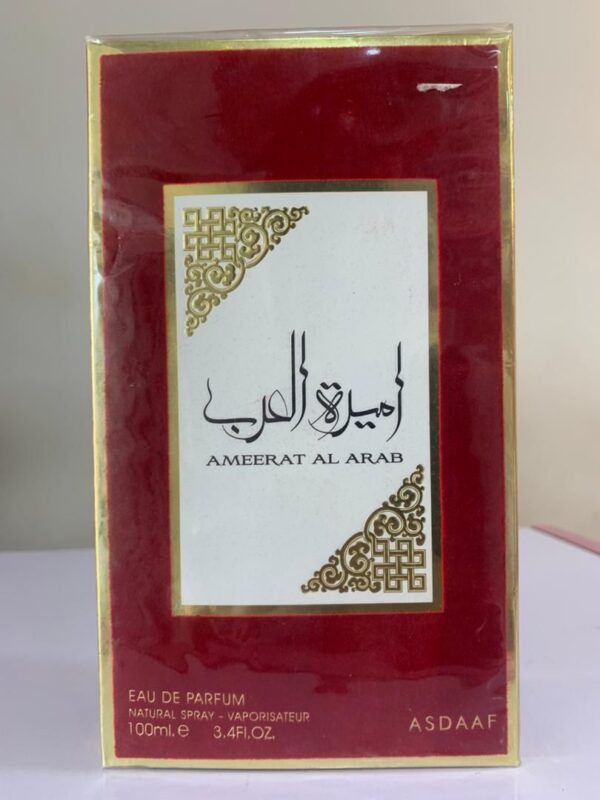 اميرة العرب
AMEERAT AL ARAB
EAU DE PARFUM
NATURAL SPRAY - VAPORISATEUR
100ml. e 3.4Fl.OZ.
ASDAAF